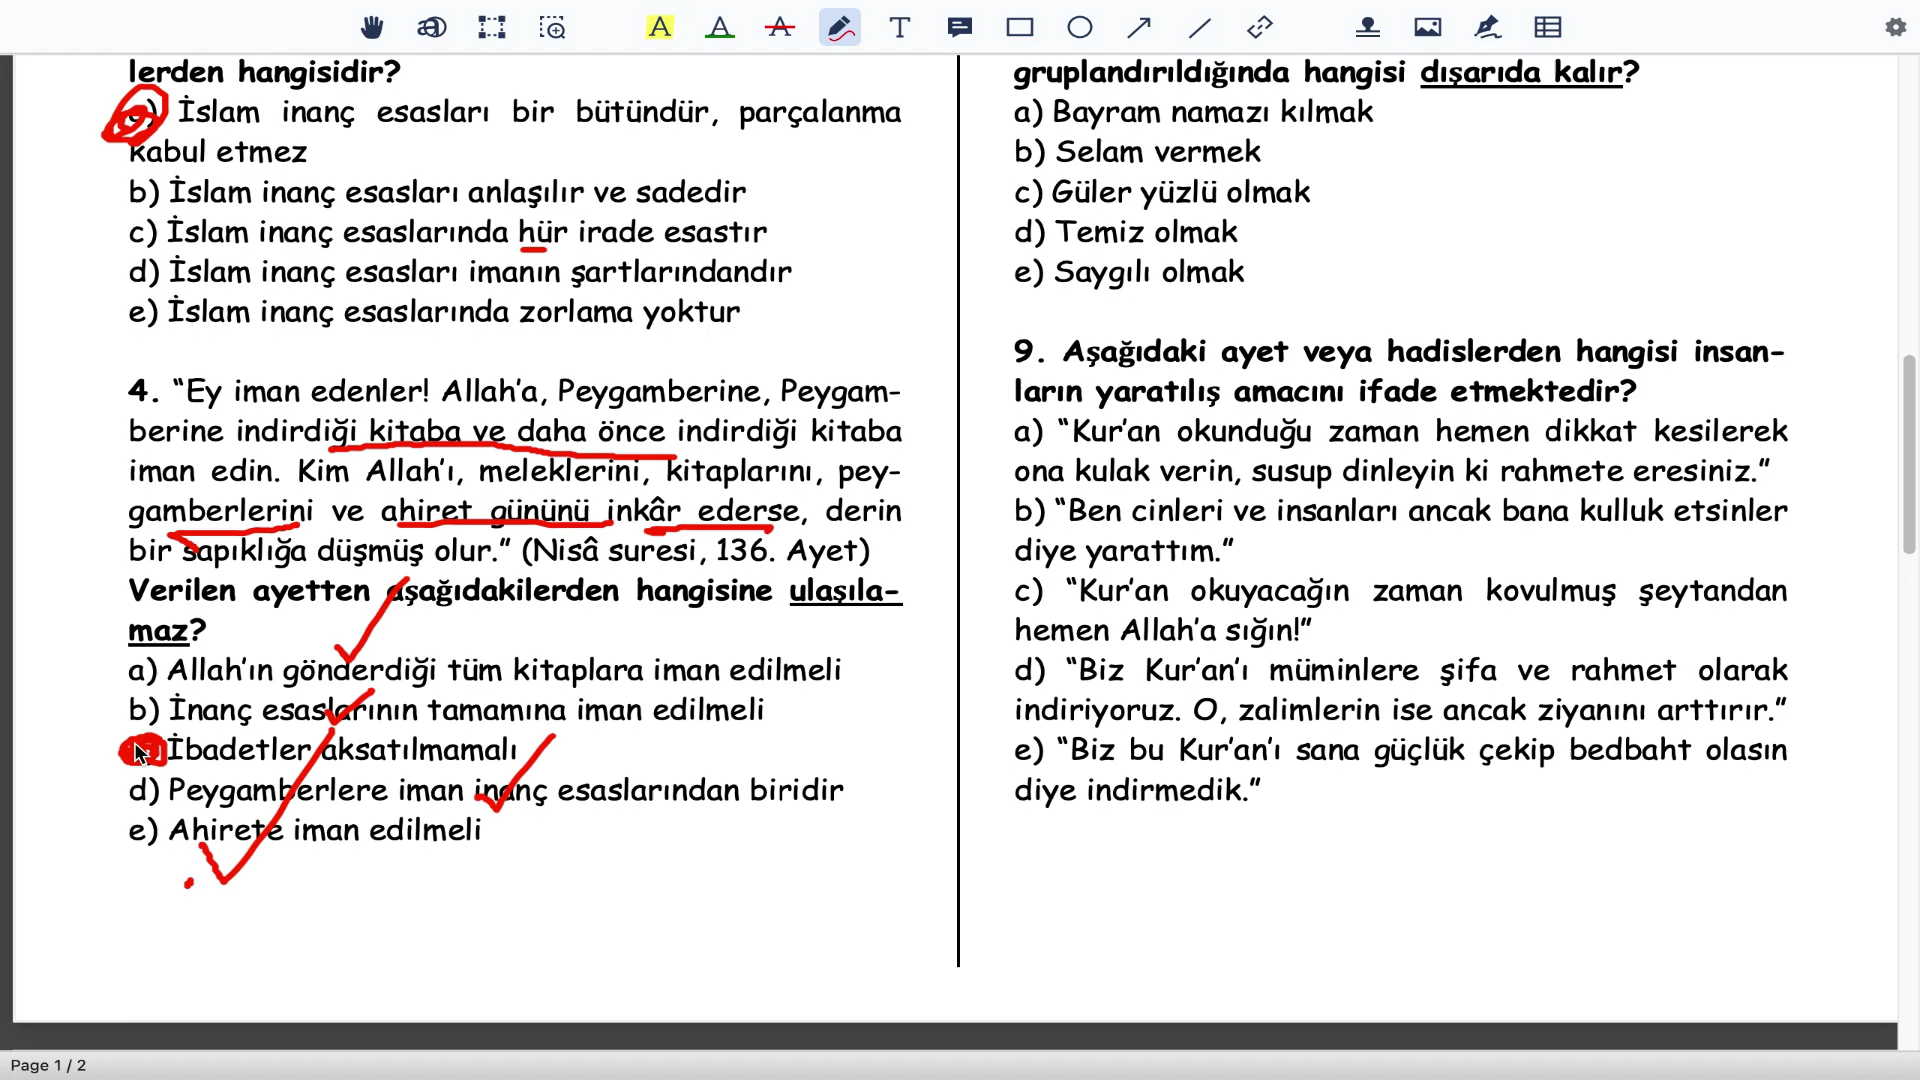 lerden hangisidir?
İslam inanç esasları bir bütündür, parçalanma
kabul etmez
b) İslam inanç esasları anlaşılır ve sadedir
c) İslam inanç esaslarında hür irade esastır
d) İslam inanç esasları imanın şartlarındandır
e) İslam inanç esaslarında zorlama yoktur
4. “Ey iman edenler! Allah’a, Peygamberine, Peygam-
berine indirdiği kitaba ve daha önce indirdiği kitaba
iman edin. Kim Allah’ı, meleklerini, kitaplarını, pey-
gamberlerini ve ahiret gününü inkâr ederse, derin
bir sapıklığa düşmüş olur.” (Nisâ suresi, 136. Ayet)
Verilen ayetten aşağıdakilerden hangisine ulaşıla-
maz?
a) Allah’ın gönderdiği tüm kitaplara iman edilmeli
b) İnanç esaslarının tamamına iman edilmeli
İbadetler aksatılmamalı
d) Peygamberlere iman inanç esaslarından biridir
e) Ahirete iman edilmeli
gruplandırıldığında hangisi dışarıda kalır?
a) Bayram namazı kılmak
b) Selam vermek
c) Güler yüzlü olmak
d) Temiz olmak
e) Saygılı olmak
9. Aşağıdaki ayet veya hadislerden hangisi insan-
ların yaratılış amacını ifade etmektedir?
a) “Kur’an okunduğu zaman hemen dikkat kesilerek
ona kulak verin, susup dinleyin ki rahmete eresiniz.”
b) “Ben cinleri ve insanları ancak bana kulluk etsinler
diye yarattım.”
c) “Kur’an okuyacağın zaman kovulmuş şeytandan
hemen Allah’a sığın!”
d) “Biz Kur’an’ı müminlere şifa ve rahmet olarak
indiriyoruz. O, zalimlerin ise ancak ziyanını arttırır.”
e) “Biz bu Kur’an’ı sana güçlük çekip bedbaht olasın
diye indirmedik.”
Page 1 / 2